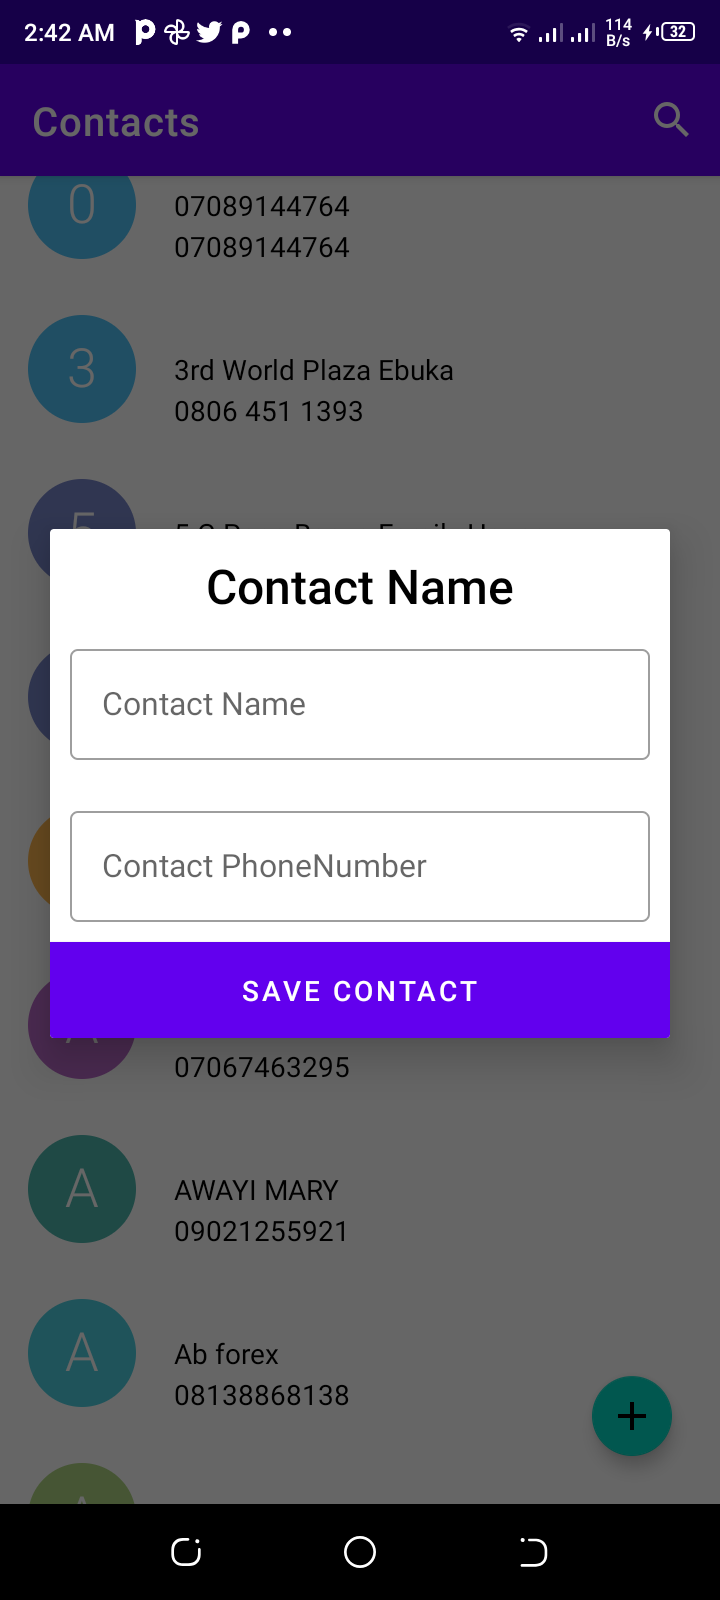 2:42 AM
114
B/s
32
Contacts
0
07089144764
07089144764
3
3rd World Plaza Ebuka
0806 451 1393
5
Contact Name
Contact Name
Contact PhoneNumber
SAVE CONTACT
A
07067463295
A
AWAYI MARY
09021255921
A
Ab forex
08138868138
+